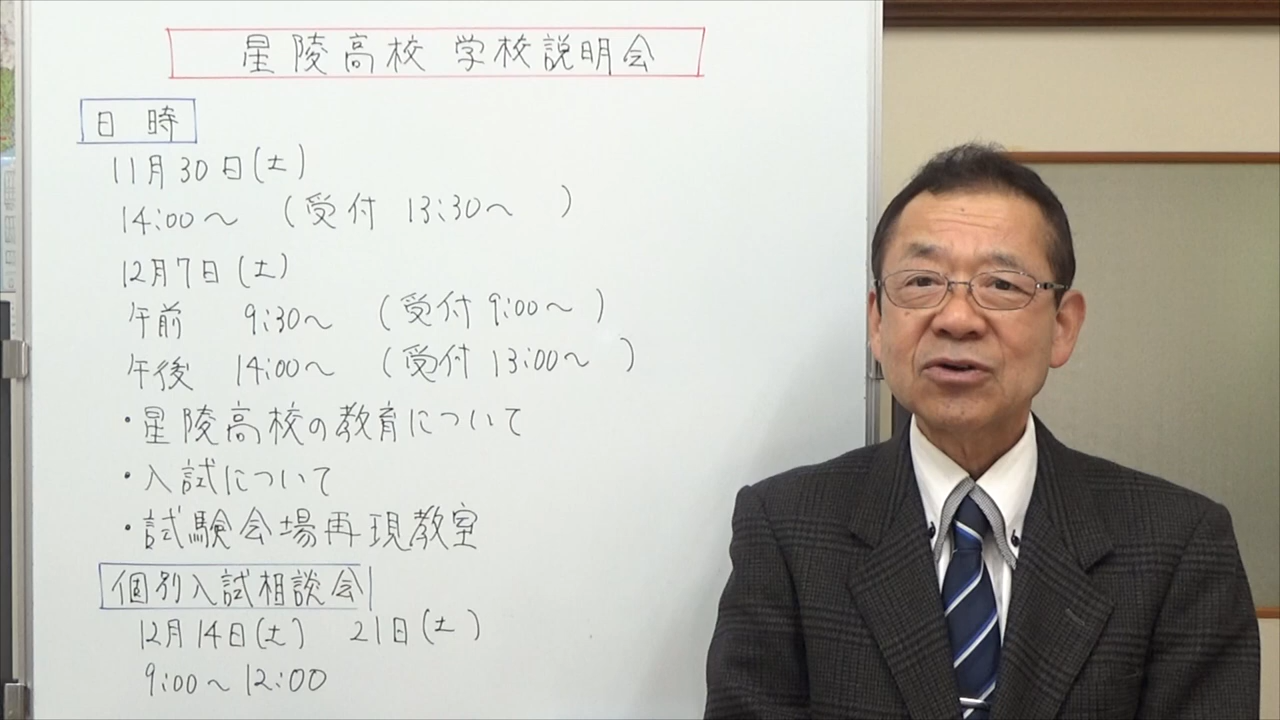 星陵高校 学校説明会
日時
11月30日(土)
14:00〜 (受付 13:30〜 )
12月7日(土)
午前 9:30〜 (受付 9:00〜 )
午後 14:00〜 (受付 13:00〜 )
・星陵高校の教育について
・入試について
・試験会場再現教室
個別入試相談会
12月14日(土) 21日(土)
9:00〜12:00